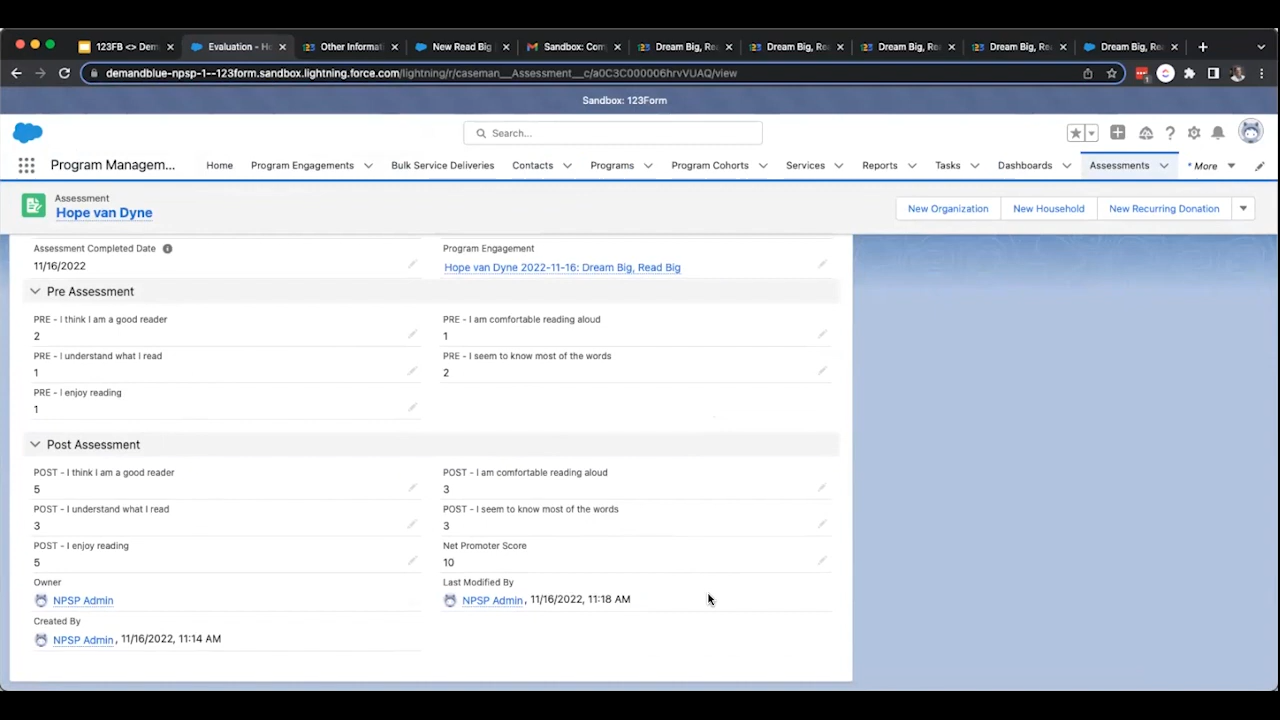 123FB <> Dem
Evaluation - H
Other Informat
New Read Big
Sandbox: Con
Dream Big, Re
Dream Big, Re
Dream Big, Re
Dream Big, Re
Dream Big, Re
demandblue-npsp-1--123form.sandbox.lightning.force.com/lightning/r/caseman__Assessment__c/a0C3C000006hrvVUAQ/view
Sandbox: 123Form
Search...
Program Managem...
Home
Program Engagements
Bulk Service Deliveries
Contacts
Programs
Program Cohorts
Services
Reports
Tasks
Dashboards
Assessments
* More
Assessment
Hope van Dyne
New Organization
New Household
New Recurring Donation
Assessment Completed Date
11/16/2022
Program Engagement
Hope van Dyne 2022-11-16: Dream Big, Read Big
Pre Assessment
PRE - I think I am a good reader
2
PRE - I am comfortable reading aloud
1
PRE - I understand what I read
1
PRE - I seem to know most of the words
2
PRE - I enjoy reading
1
Post Assessment
POST - I think I am a good reader
5
POST - I am comfortable reading aloud
3
POST - I understand what I read
3
POST - I seem to know most of the words
3
POST - I enjoy reading
5
Net Promoter Score
10
Owner
NPSP Admin
Last Modified By
NPSP Admin, 11/16/2022, 11:18 AM
Created By
NPSP Admin, 11/16/2022, 11:14 AM